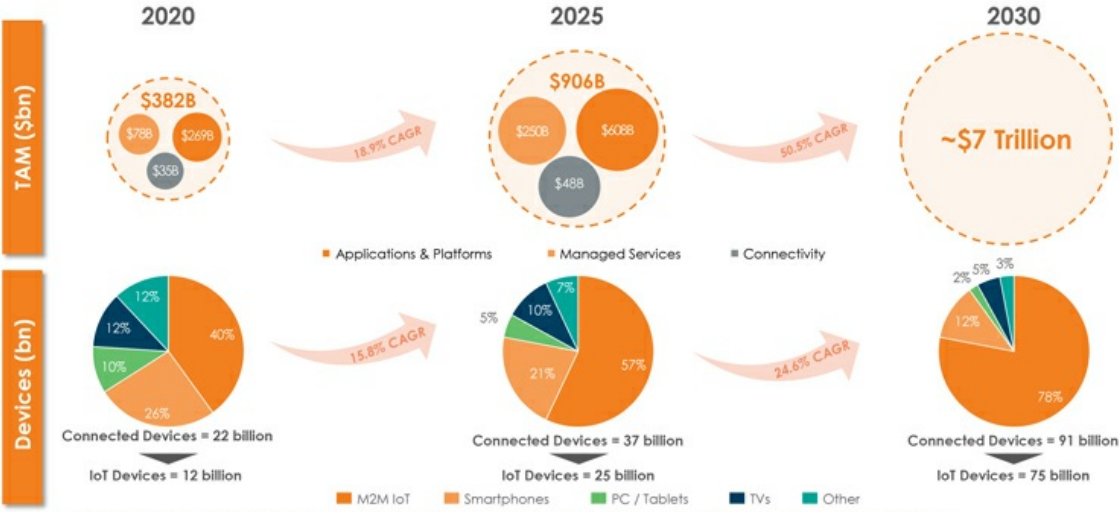 2020
2025
2030
TAM ($bn)
$382B
$78B
$269B
$35B
18.9% CAGR
$906B
$250B
$608B
$48B
50.5% CAGR
~$7 Trillion
Applications & Platforms
Managed Services
Connectivity
Devices (bn)
12%
12%
40%
10%
26%
15.8% CAGR
7%
10%
5%
57%
21%
24.6% CAGR
3%
5%
2%
12%
78%
Connected Devices = 22 billion
IoT Devices = 12 billion
Connected Devices = 37 billion
IoT Devices = 25 billion
Connected Devices = 91 billion
IoT Devices = 75 billion
M2M IoT
Smartphones
PC / Tablets
TVs
Other